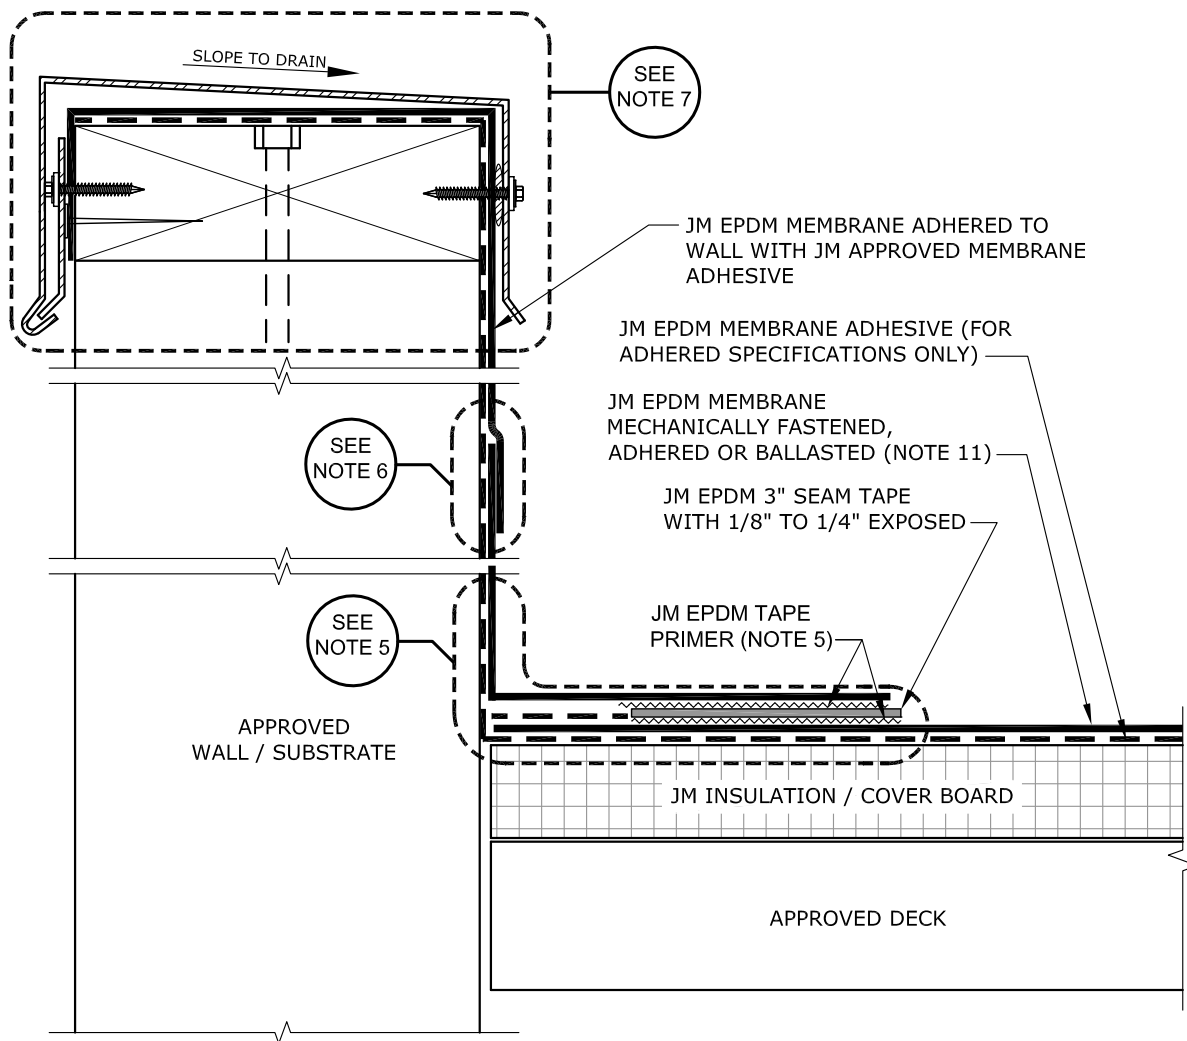 SLOPE TO DRAIN
SEE
NOTE 7
JM EPDM MEMBRANE ADHERED TO
WALL WITH JM APPROVED MEMBRANE
ADHESIVE
JM EPDM MEMBRANE ADHESIVE (FOR
ADHERED SPECIFICATIONS ONLY)
JM EPDM MEMBRANE
MECHANICALLY FASTENED,
ADHERED OR BALLASTED (NOTE 11)
SEE
NOTE 6
JM EPDM 3" SEAM TAPE
WITH 1/8" TO 1/4" EXPOSED
JM EPDM TAPE
PRIMER (NOTE 5)
SEE
NOTE 5
APPROVED
WALL / SUBSTRATE
JM INSULATION / COVER BOARD
APPROVED DECK